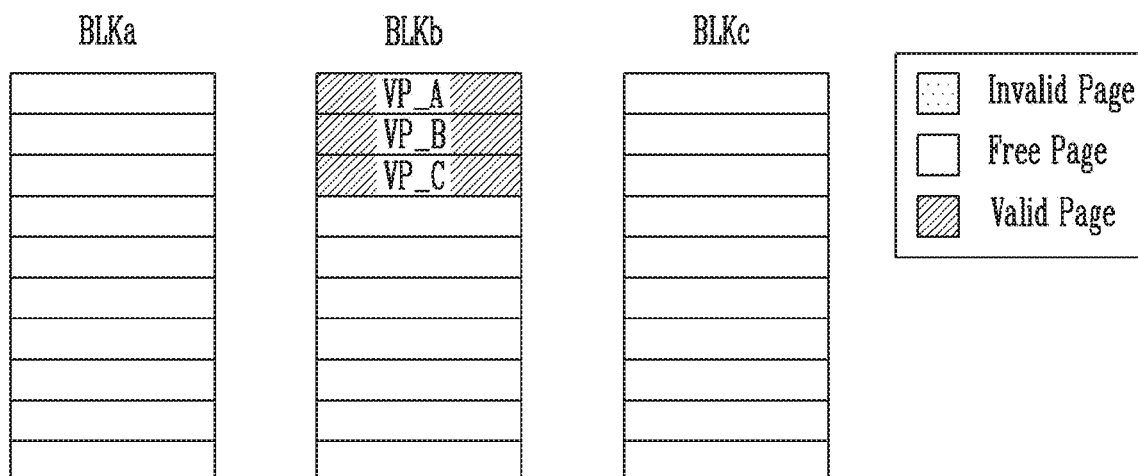 BLKa BLKb BLKc
VP_A
VP_B
VP_C
Invalid Page
Free Page
Valid Page